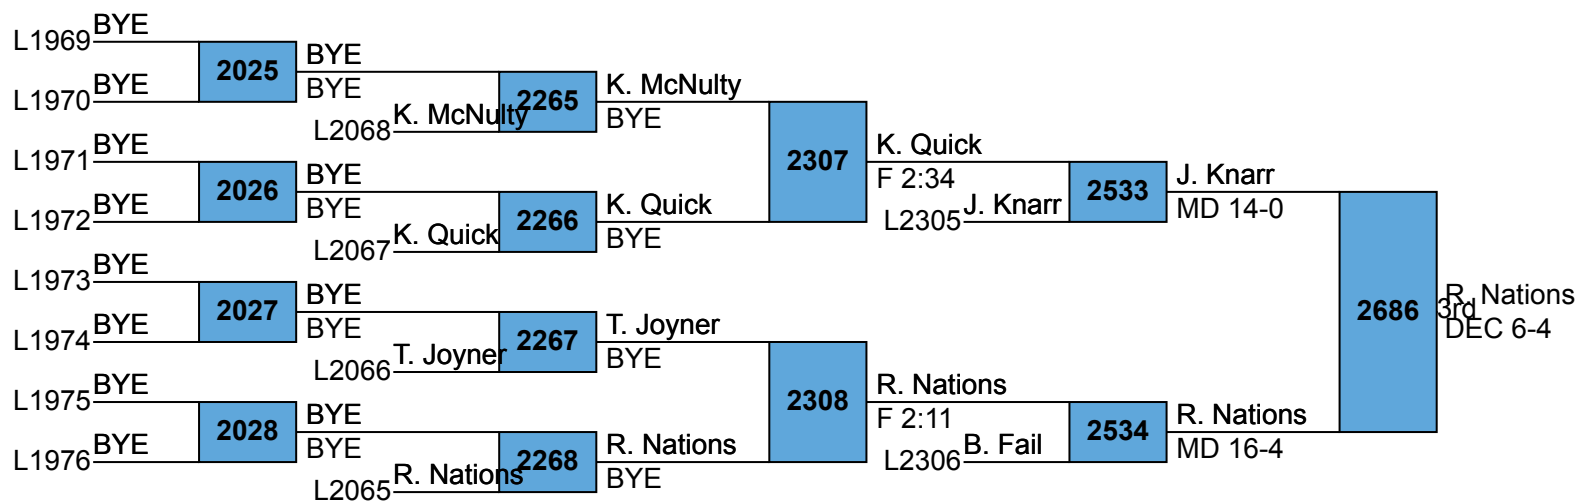 L1969 BYE
2025
L1970 BYE
BYE
BYE
L2068 K. McNulty
2265
K. McNulty
BYE
L1971 BYE
2026
L1972 BYE
BYE
BYE
L2067 K. Quick
2266
K. Quick
BYE
2307
K. Quick
F 2:34
L2305 J. Knarr
2533
J. Knarr
MD 14-0
L1973 BYE
2027
L1974 BYE
BYE
BYE
L2066 T. Joyner
2267
T. Joyner
BYE
L1975 BYE
2028
L1976 BYE
BYE
BYE
L2065 R. Nations
2268
R. Nations
BYE
2308
R. Nations
F 2:11
L2306 B. Fail
2534
R. Nations
MD 16-4
2686
3rd
R. Nations
DEC 6-4